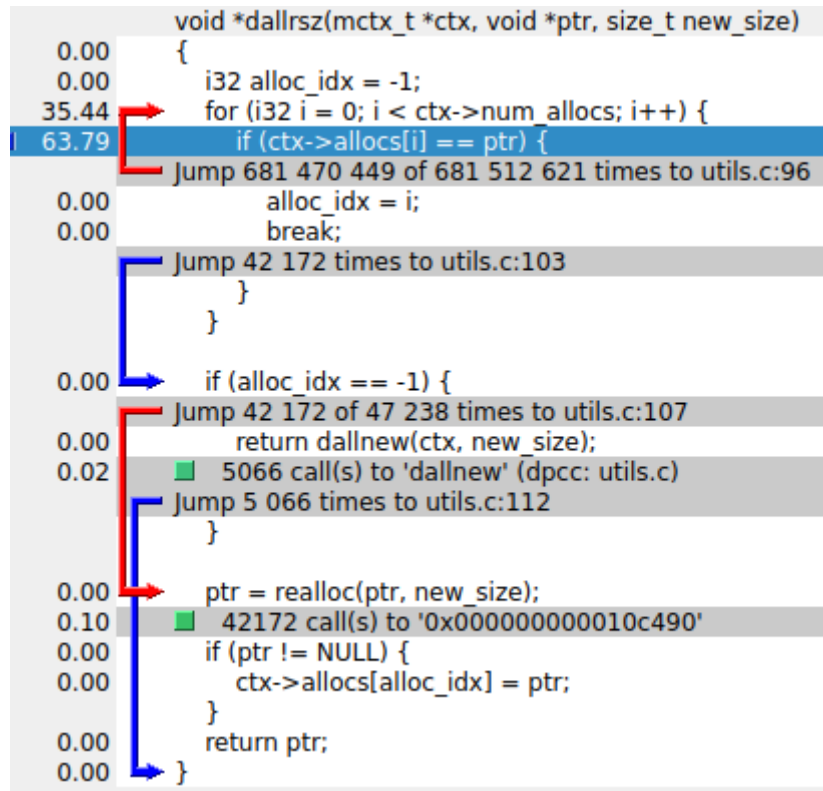 void *dallrsz(mctx_t *ctx, void *ptr, size_t new_size)
0.00 {
0.00 i32 alloc_idx = -1;
35.44 for (i32 i = 0; i < ctx->num_allocs; i++) {
63.79 if (ctx->allocs[i] == ptr) {
Jump 681 470 449 of 681 512 621 times to utils.c:96
0.00 alloc_idx = i;
0.00 break;
Jump 42 172 times to utils.c:103
}
}
0.00 if (alloc_idx == -1) {
Jump 42 172 of 47 238 times to utils.c:107
0.00 return dallnew(ctx, new_size);
0.02 5066 call(s) to 'dallnew' (dpcc: utils.c)
Jump 5 066 times to utils.c:112
}
0.00 ptr = realloc(ptr, new_size);
0.10 42172 call(s) to '0x000000000010c490'
0.00 if (ptr != NULL) {
0.00 ctx->allocs[alloc_idx] = ptr;
}
0.00 return ptr;
0.00 }